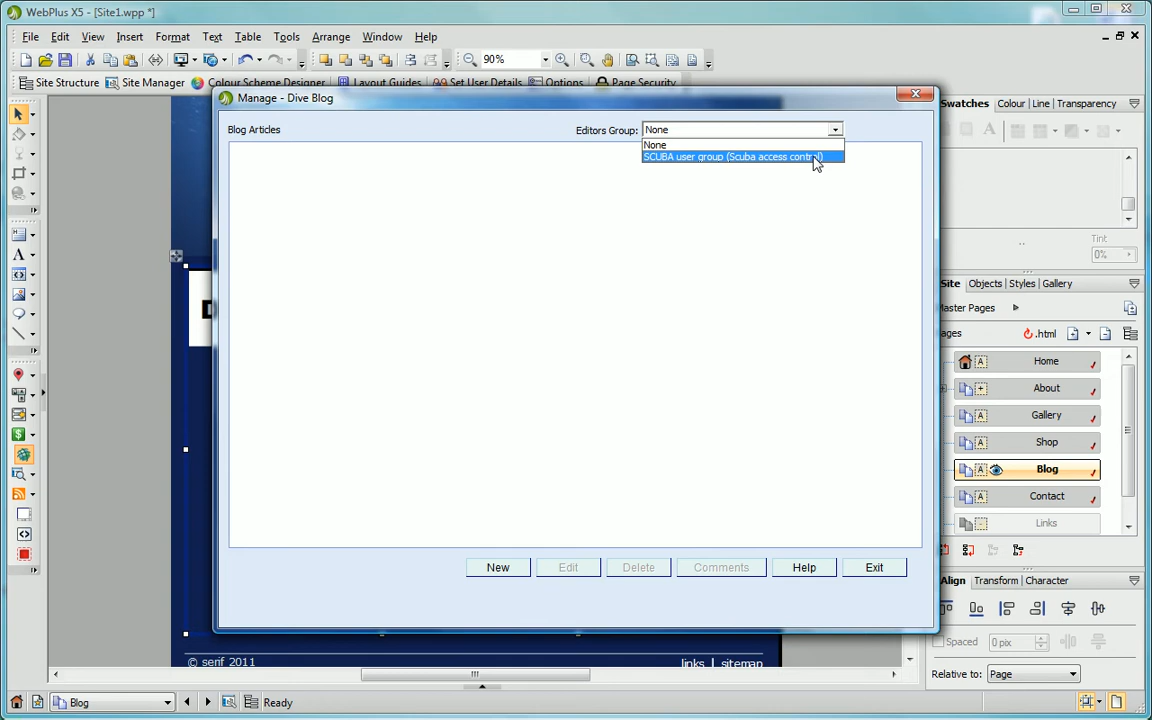 WebPlus X5 - [Site1.wpp *]
File Edit View Insert Format Text Table Tools Arrange Window Help
90%
Site Structure Site Manager Colour Scheme Designer Layout Guides Set User Details Options Page Security
Manage - Dive Blog
Blog Articles
Editors Group: None
None
SCUBA user group (Scuba access control)
New Edit Delete Comments Help Exit
Swatches Colour Line Transparency
Tint
0%
Site Objects Styles Gallery
Master Pages
ages
.html
Home
About
Gallery
Shop
Blog
Contact
Links
Align Transform Character
Spaced 0 pix
Relative to: Page
D
© serif 2011
links | sitemap
Blog
Ready